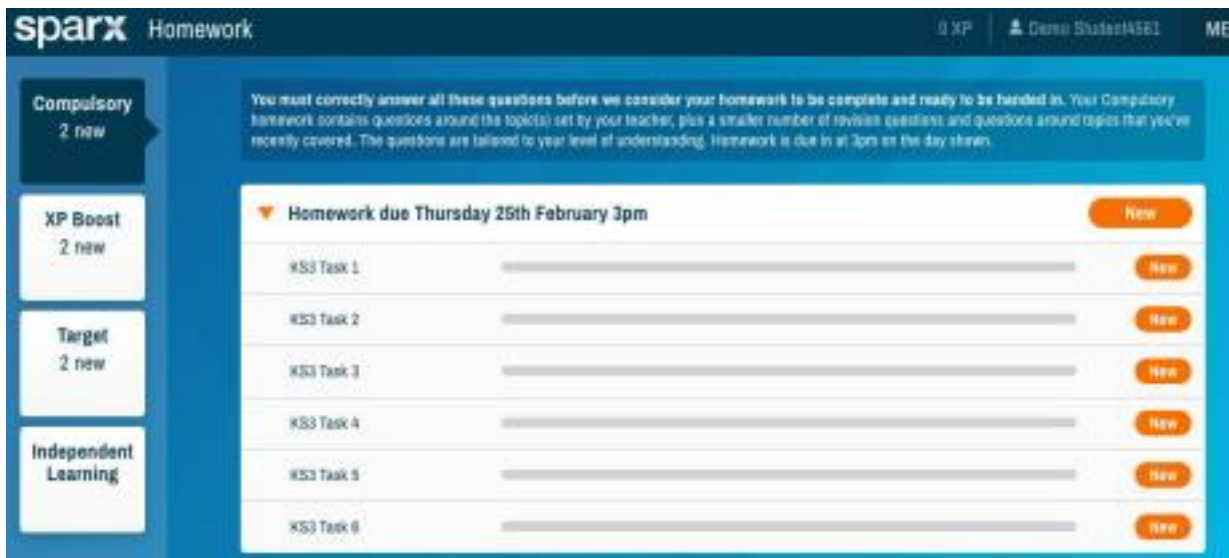 sparx Homework
0 XP
Demo Student4561
ME
Compulsory
2 new
XP Boost
2 new
Target
2 new
Independent
Learning
You must correctly answer all these questions before we consider your homework to be complete and ready to be handed in. Your Compulsory
homework contains questions around the topic(s) set by your teacher, plus a smaller number of revision questions and questions around topics that you've
recently covered. The questions are tailored to your level of understanding. Homework is due in at 3pm on the day shown.
Homework due Thursday 25th February 3pm
New
KS3 Task 1
New
KS3 Task 2
New
KS3 Task 3
New
KS3 Task 4
New
KS3 Task 5
New
KS3 Task 6
New